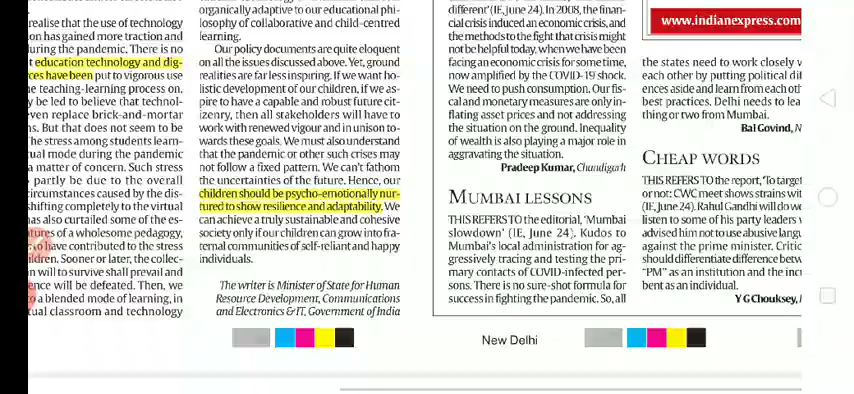 realise that the use of technology
on has gained more traction and
during the pandemic. There is no
t education technology and dig-
rces have been put to vigorous use
e teaching-learning process on.
y be led to believe that technol-
even replace brick-and-mortar
ns. But that does not seem to be
The stress among students learn-
tual mode during the pandemic
a matter of concern. Such stress
partly be due to the overall
circumstances caused by the dis-
shifting completely to the virtual
has also curtailed some of the es-
atures of a wholesome pedagogy,
to have contributed to the stress
ildren. Sooner or later, the collec-
n will to survive shall prevail and
ence will be defeated. Then, we
o a blended mode of learning, in
tual classroom and technology
organically adaptive to our educational phi-
losophy of collaborative and child-centred
learning.
Our policy documents are quite eloquent
on all the issues discussed above. Yet, ground
realities are far less inspiring. If we want ho-
listic development of our children, if we as-
pire to have a capable and robust future cit-
izenry, then all stakeholders will have to
work with renewed vigour and in unison to-
wards these goals. We must also understand
that the pandemic or other such crises may
not follow a fixed pattern. We can't fathom
the uncertainties of the future. Hence, our
children should be psycho-emotionally nur-
tured to show resilience and adaptability. We
can achieve a truly sustainable and cohesive
society only if our children can grow into fra-
ternal communities of self-reliant and happy
individuals.
The writer is Minister of State for Human
Resource Development, Communications
and Electronics & IT, Government of India
different' (IE, June 24). In 2008, the finan-
cial crisis induced an economic crisis, and
the methods to the fight that crisis might
not be helpful today, when we have been
facing an economic crisis for some time,
now amplified by the COVID-19 shock.
We need to push consumption. Our fis-
cal and monetary measures are only in-
flating asset prices and not addressing
the situation on the ground. Inequality
of wealth is also playing a major role in
aggravating the situation.
Pradeep Kumar, Chandigarh
MUMBAI LESSONS
THIS REFERS TO the editorial, 'Mumbai
slowdown' (IE, June 24). Kudos to
Mumbai's local administration for ag-
gressively tracing and testing the pri-
mary contacts of COVID-infected per-
sons. There is no sure-shot formula for
success in fighting the pandemic. So, all
www.indianexpress.com
the states need to work closely w
each other by putting political dif
ences aside and learn from each oth
best practices. Delhi needs to lea
thing or two from Mumbai.
Bal Govind, N
CHEAP WORDS
THIS REFERS TO the report, 'To target
or not: CWC meet shows strains wit
(IE, June 24). Rahul Gandhi will do we
listen to some of his party leaders w
advised him not to use abusive lang
against the prime minister. Critic
should differentiate difference betw
"PM" as an institution and the incu
bent as an individual.
Y G Chouksey,
New Delhi